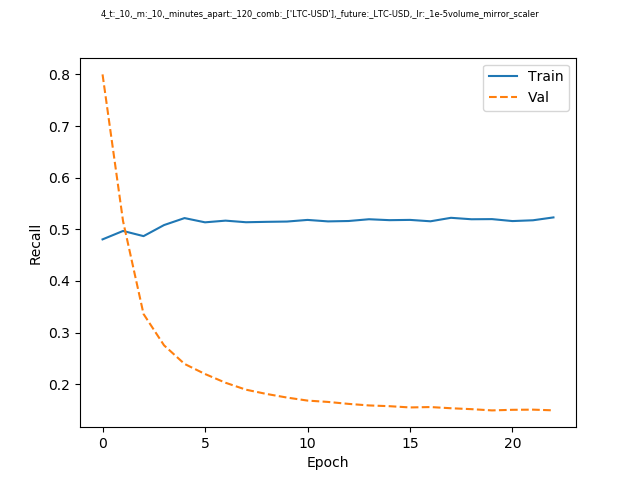 4_t:_10,_m:_10,_minutes_apart:_120_comb:_['LTC-USD'],_future:_LTC-USD,_lr:_1e-5volume_mirror_scaler
Train
Val
0.8
0.7
0.6
0.5
0.4
0.3
0.2
Recall
0 5 10 15 20
Epoch